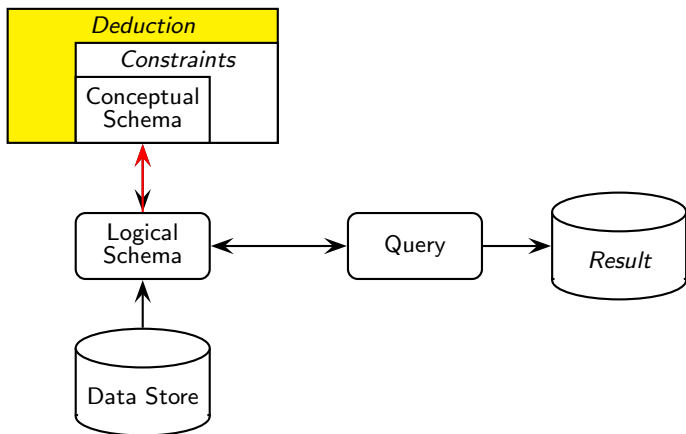 Deduction
Constraints
Conceptual
Schema
Logical
Schema
Query
Result
Data Store